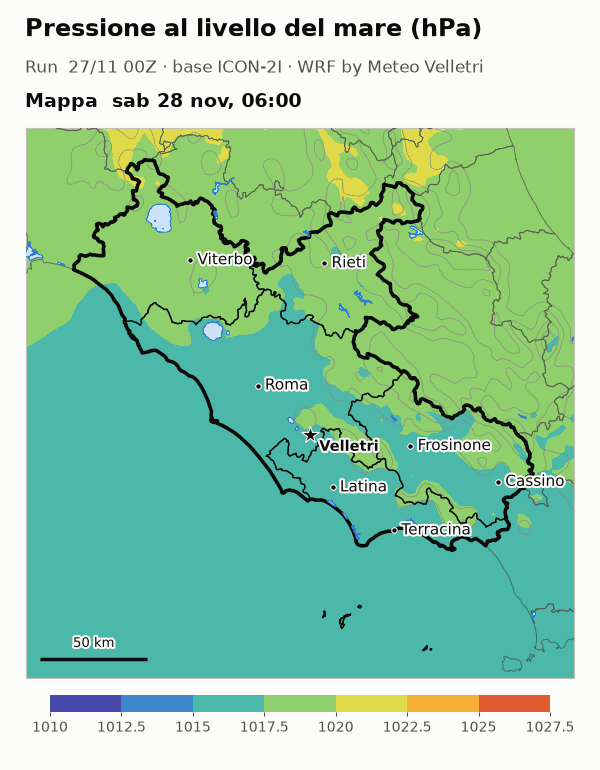 Pressione al livello del mare (hPa)
Run 27/11 00Z · base ICON-2I · WRF by Meteo Velletri
Mappa sab 28 nov, 06:00
Viterbo
Rieti
Roma
Velletri
Frosinone
Latina
Cassino
Terracina
50 km
1010 1012.5 1015 1017.5 1020 1022.5 1025 1027.5